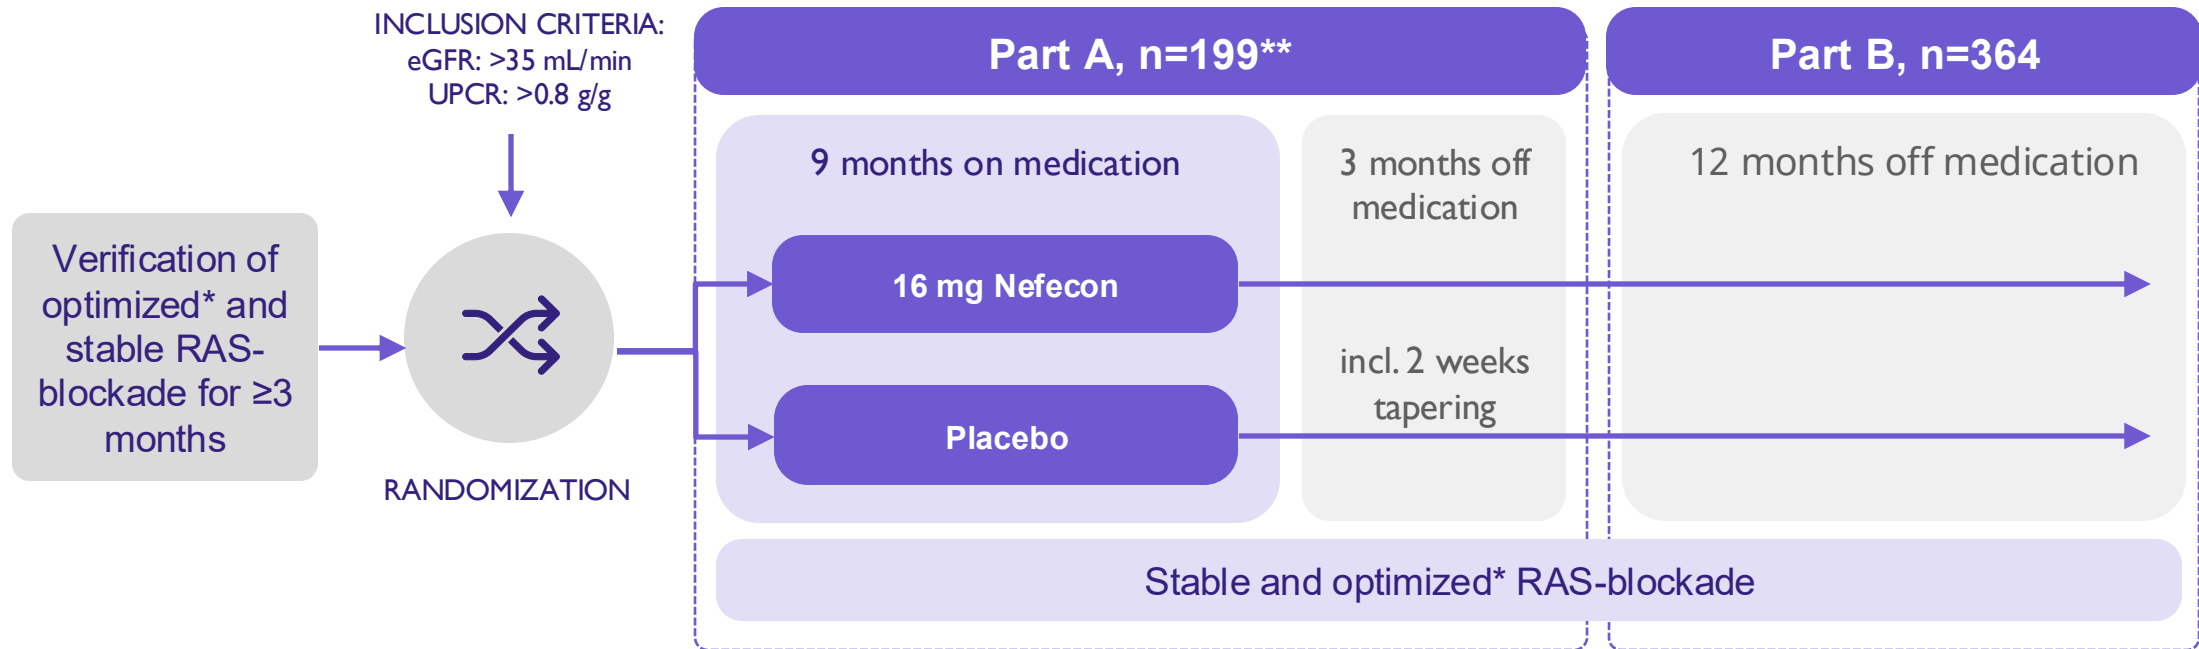 INCLUSION CRITERIA:
eGFR: >35 mL/min
UPCR: >0.8 g/g
Verification of
optimized* and
stable RAS-
blockade for ≥3
months
RANDOMIZATION
Part A, n=199**
9 months on medication
16 mg Nefecon
Placebo
3 months off
medication
incl. 2 weeks
tapering
Part B, n=364
12 months off medication
Stable and optimized* RAS-blockade